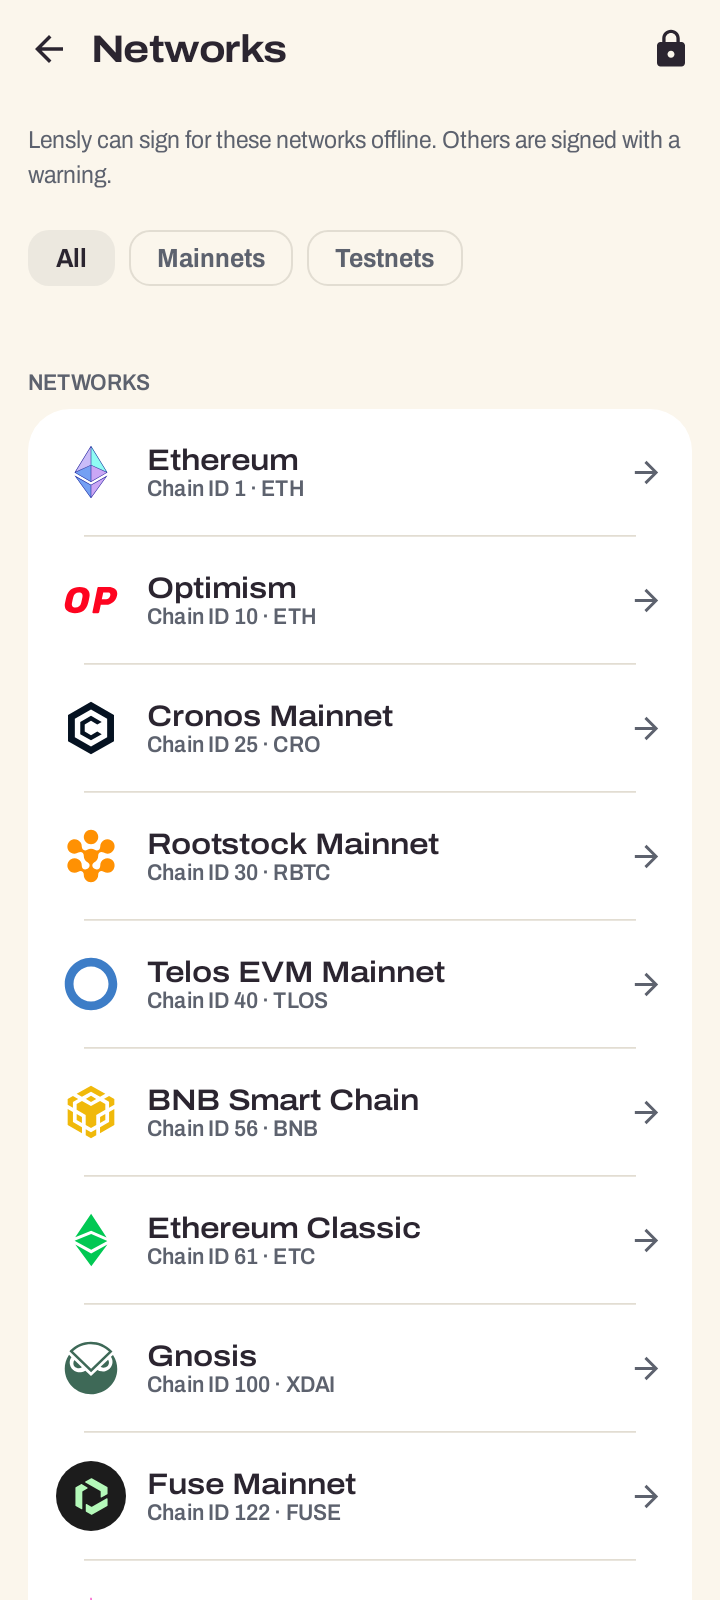 Networks
Lensly can sign for these networks offline. Others are signed with a
warning.
All
Mainnets
Testnets
NETWORKS
Ethereum
Chain ID 1 · ETH
OP
Optimism
Chain ID 10 · ETH
Cronos Mainnet
Chain ID 25 · CRO
Rootstock Mainnet
Chain ID 30 · RBTC
Telos EVM Mainnet
Chain ID 40 · TLOS
BNB Smart Chain
Chain ID 56 · BNB
Ethereum Classic
Chain ID 61 · ETC
Gnosis
Chain ID 100 · XDAI
Fuse Mainnet
Chain ID 122 · FUSE